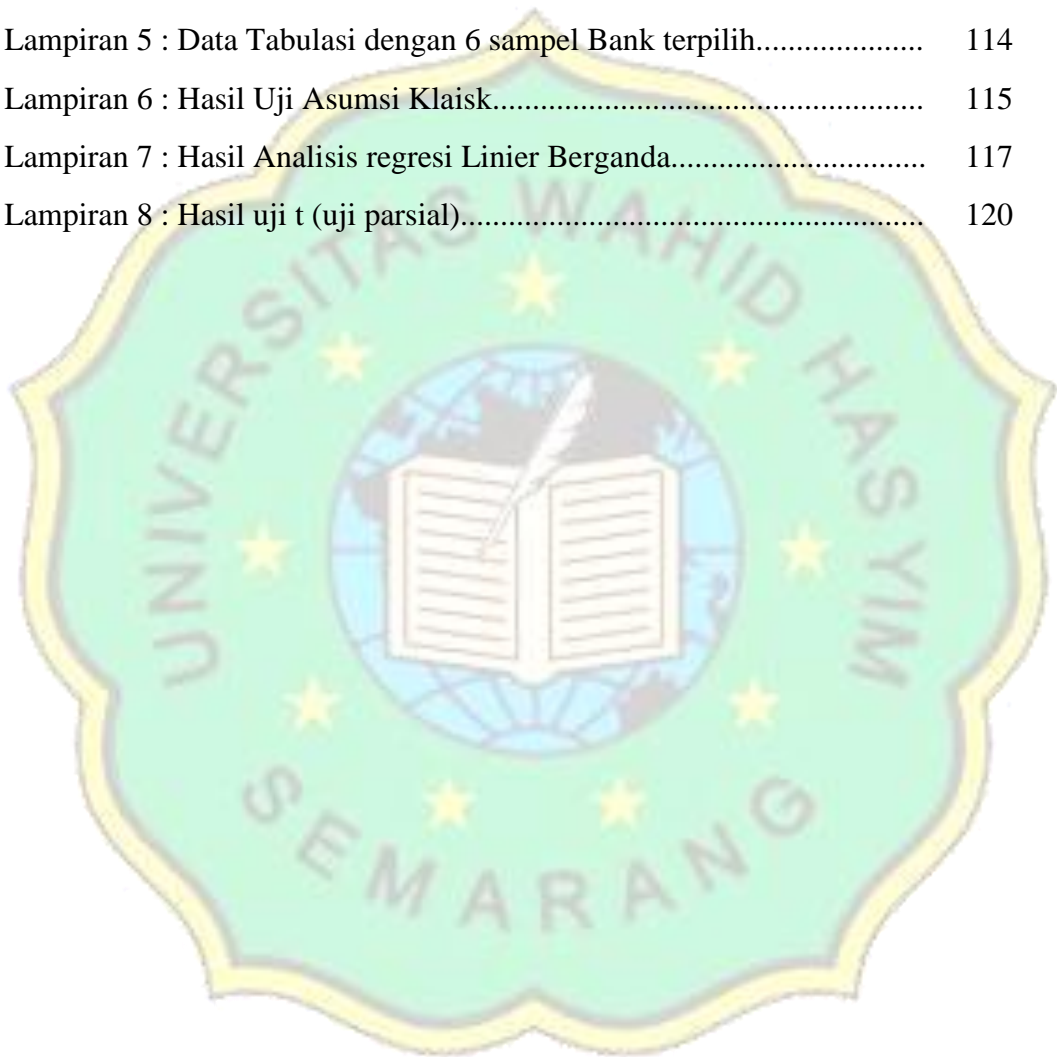 Lampiran 5 : Data Tabulasi dengan 6 sampel Bank terpilih..................... 114
Lampiran 6 : Hasil Uji Asumsi Klaisk..................................................... 115
Lampiran 7 : Hasil Analisis regresi Linier Berganda............................... 117
Lampiran 8 : Hasil uji t (uji parsial)......................................................... 120
UNIVERSITAS WAHID HASYIM
SEMARANG